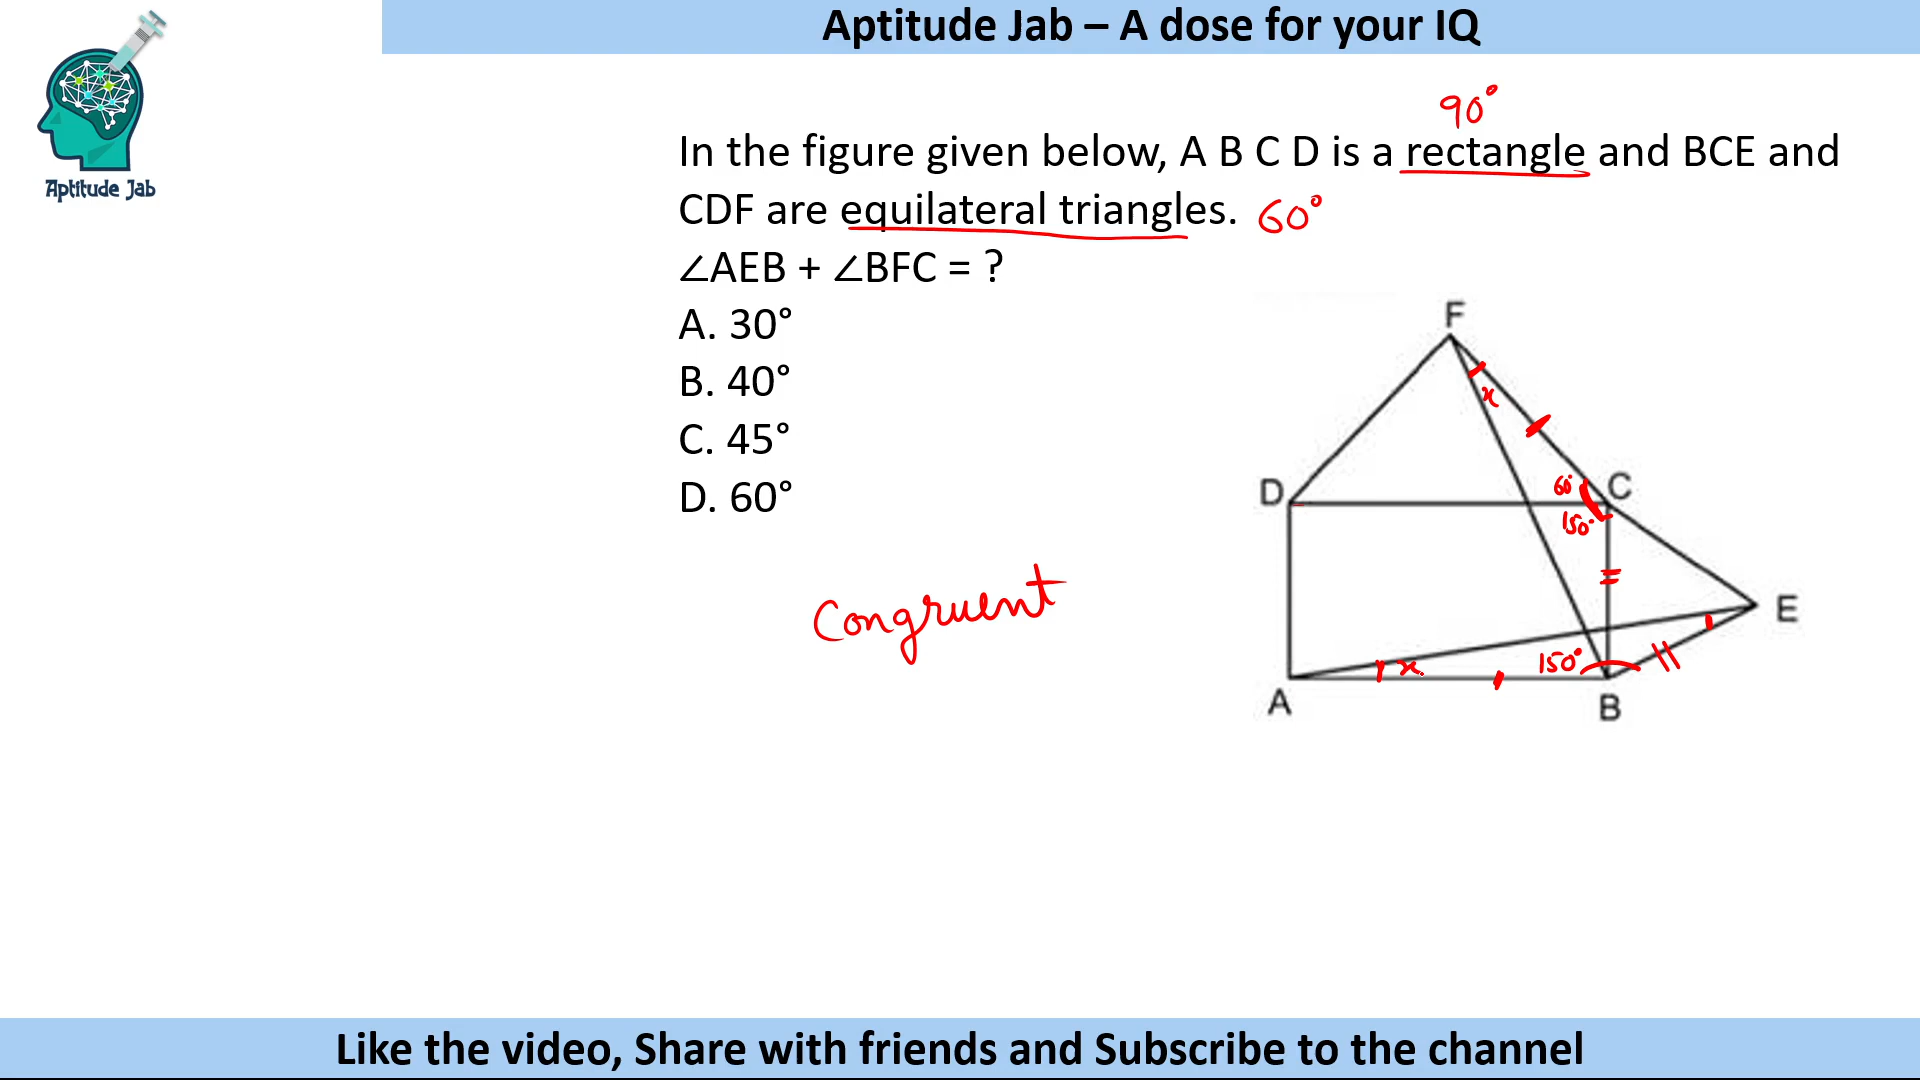 Aptitude Jab – A dose for your IQ
Aptitude Jab
90°
In the figure given below, A B C D is a rectangle and BCE and
CDF are equilateral triangles. 60°
∠AEB + ∠BFC = ?
A. 30°
B. 40°
C. 45°
D. 60°
Congruent
F
x
D
60°
C
150°
E
150°
x
A
B
Like the video, Share with friends and Subscribe to the channel